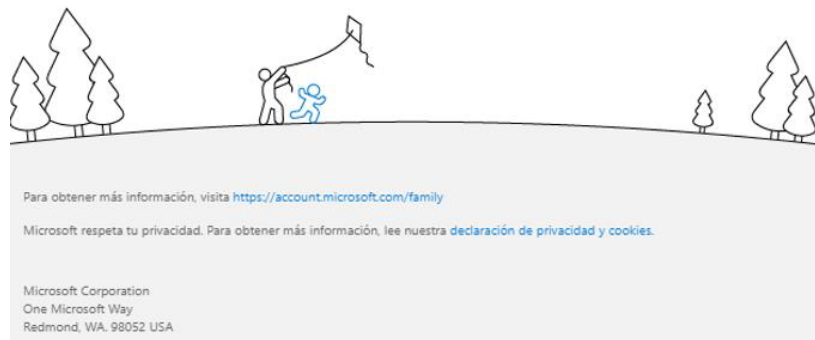 Para obtener más información, visita https://account.microsoft.com/family
Microsoft respeta tu privacidad. Para obtener más información, lee nuestra declaración de privacidad y cookies.
Microsoft Corporation
One Microsoft Way
Redmond, WA. 98052 USA